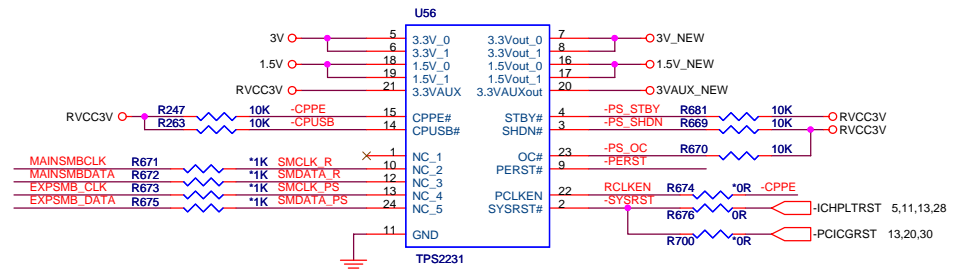 U56
3V 5 3.3V_0 3.3Vout_0 7 3V_NEW
6 3.3V_1 3.3Vout_1 8
1.5V 18 1.5V_0 1.5Vout_0 16 1.5V_NEW
19 1.5V_1 1.5Vout_1 17
RVCC3V 21 3.3VAUX 3.3VAUXout 20 3VAUX_NEW
RVCC3V R247 10K -CPPE 15 CPPE# STBY# 4 -PS_STBY R681 10K RVCC3V
R263 10K -CPUSB 14 CPUSB# SHDN# 3 -PS_SHDN R669 10K RVCC3V
1 NC_1 OC# 23 -PS_OC R670 10K
MAINSMBCLK R671 *1K SMCLK_R 10 NC_2 PERST# 9 -PERST
MAINSMBDATA R672 *1K SMDATA_R 12 NC_3
EXPSMB_CLK R673 *1K SMCLK_PS 13 NC_4 PCLKEN 22 RCLKEN R674 *0R -CPPE
EXPSMB_DATA R675 *1K SMDATA_PS 24 NC_5 SYSRST# 2 -SYSRST R676 0R -ICHPLTRST 5,11,13,28
11 GND R700 *0R -PCICGRST 13,20,30
TPS2231